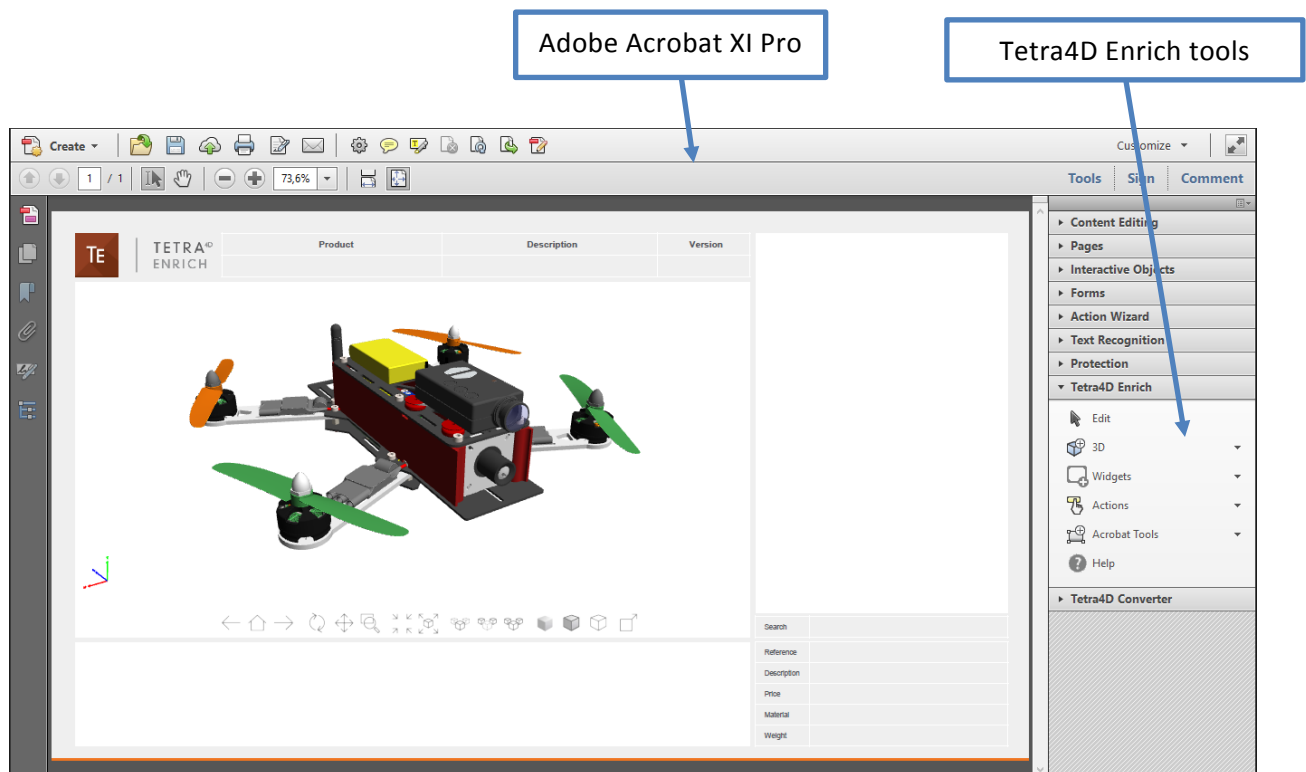 Adobe Acrobat XI Pro
Tetra4D Enrich tools
Create
Customize
1 / 1
73,6%
Tools Sign Comment
TE
TETRA4D
ENRICH
Product Description Version
Search
Reference
Description
Price
Material
Weight
Content Editing
Pages
Interactive Objects
Forms
Action Wizard
Text Recognition
Protection
Tetra4D Enrich
Edit
3D
Widgets
Actions
Acrobat Tools
Help
Tetra4D Converter